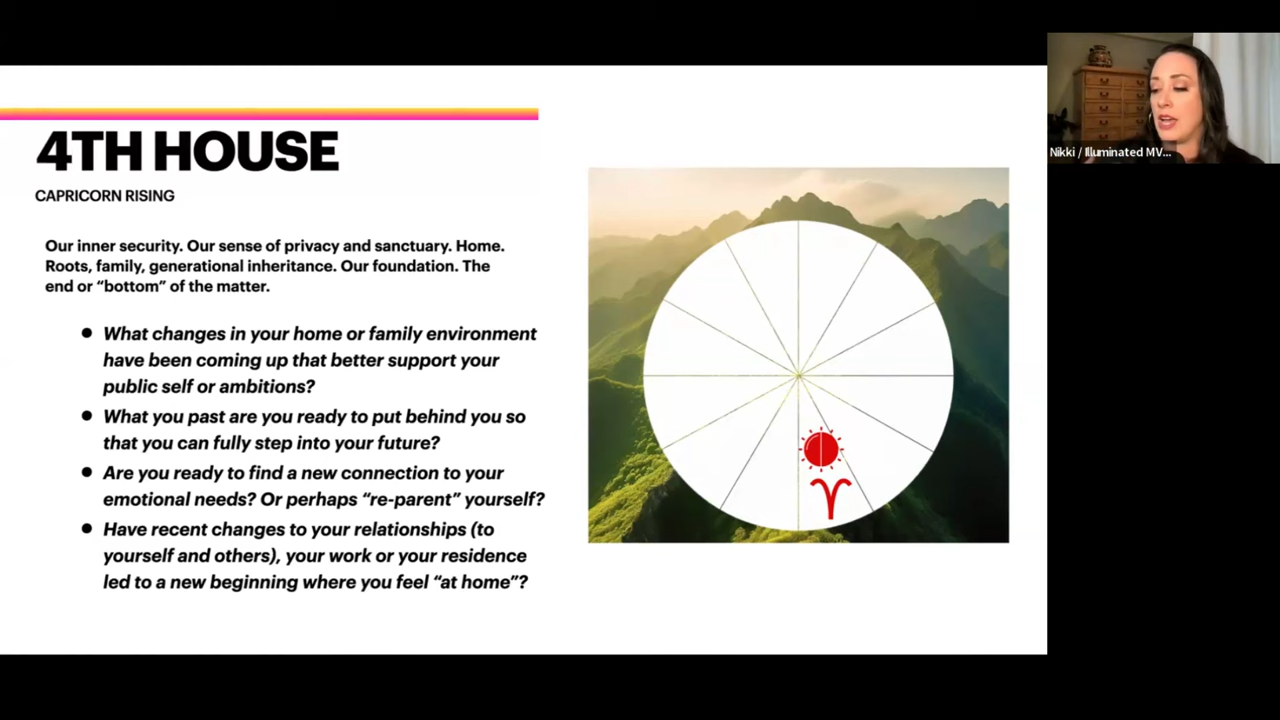 4TH HOUSE
CAPRICORN RISING
Our inner security. Our sense of privacy and sanctuary. Home.
Roots, family, generational inheritance. Our foundation. The
end or “bottom” of the matter.
● What changes in your home or family environment
have been coming up that better support your
public self or ambitions?
● What you past are you ready to put behind you so
that you can fully step into your future?
● Are you ready to find a new connection to your
emotional needs? Or perhaps “re-parent” yourself?
● Have recent changes to your relationships (to
yourself and others), your work or your residence
led to a new beginning where you feel “at home”?
Nikki / Illuminated MV...